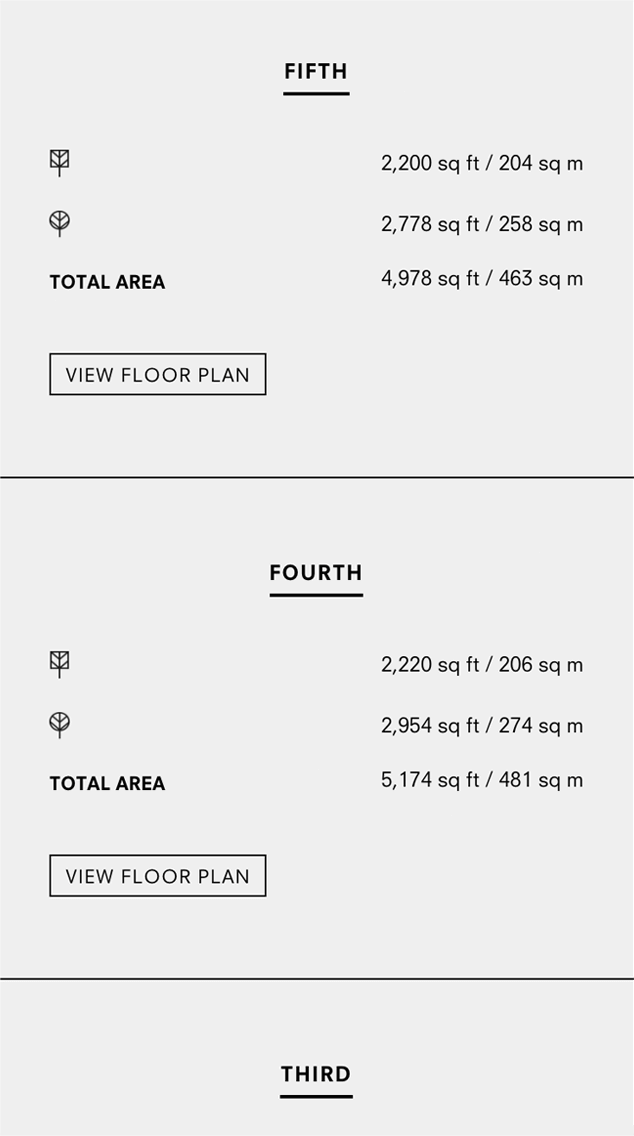 FIFTH
2,200 sq ft / 204 sq m
2,778 sq ft / 258 sq m
TOTAL AREA 4,978 sq ft / 463 sq m
VIEW FLOOR PLAN
FOURTH
2,220 sq ft / 206 sq m
2,954 sq ft / 274 sq m
TOTAL AREA 5,174 sq ft / 481 sq m
VIEW FLOOR PLAN
THIRD